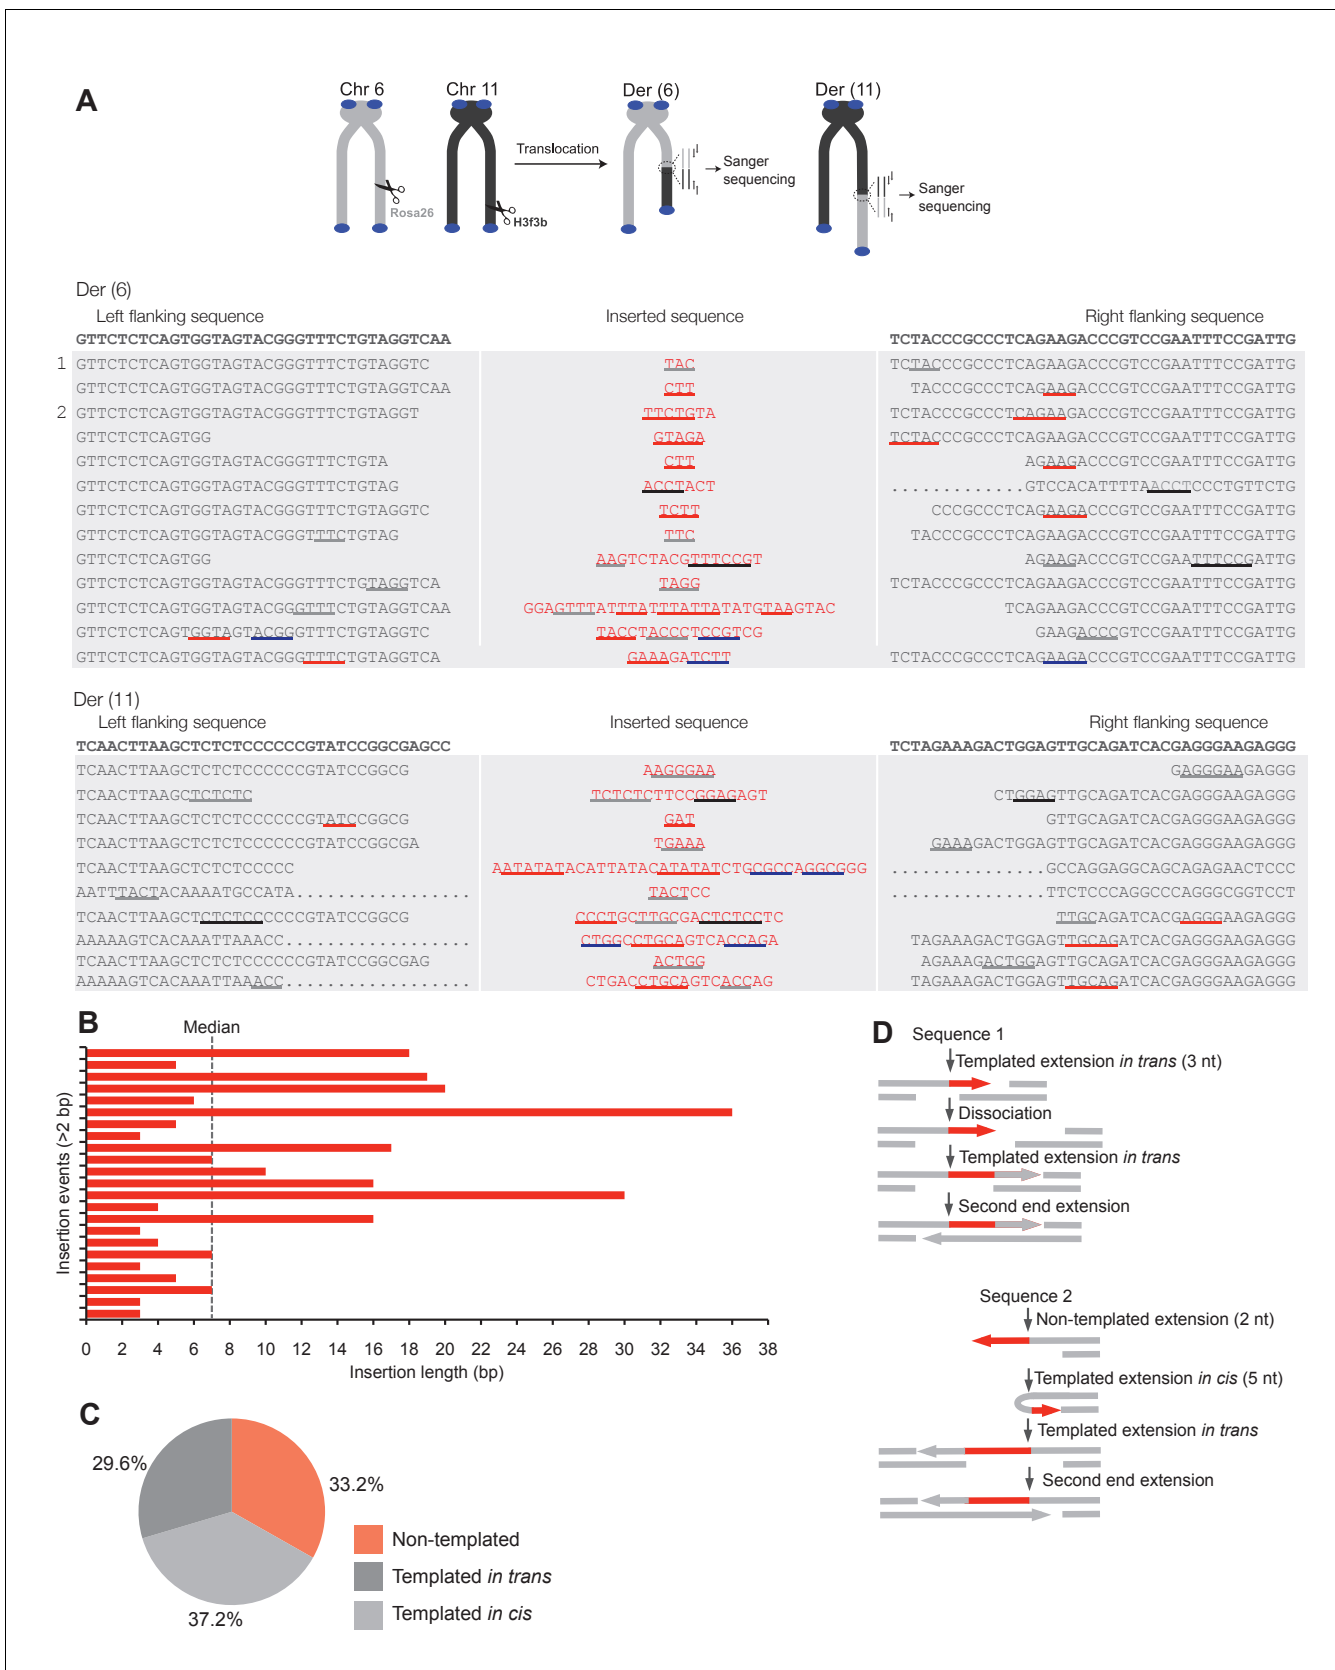 A
Chr 6 Chr 11 Der (6) Der (11)
Translocation
Sanger sequencing
Sanger sequencing
Rosa26
H3f3b
Der (6)
Left flanking sequence Inserted sequence Right flanking sequence
GTTCTCTCAGTGGTAGTACGGGTTTCTGTAGGTCAA TCTACCCGCCCTCAGAAGACCCGTCCGAATTTCCGATTG
1 GTTCTCTCAGTGGTAGTACGGGTTTCTGTAGGTC TAC TCTACCCGCCCTCAGAAGACCCGTCCGAATTTCCGATTG
GTTCTCTCAGTGGTAGTACGGGTTTCTGTAGGTCAA CTT TACCCGCCCTCAGAAGACCCGTCCGAATTTCCGATTG
2 GTTCTCTCAGTGGTAGTACGGGTTTCTGTAGGT TTCTGTA TCTACCCGCCCTCAGAAGACCCGTCCGAATTTCCGATTG
GTTCTCTCAGTGG GTAGA TCTACCCGCCCTCAGAAGACCCGTCCGAATTTCCGATTG
GTTCTCTCAGTGGTAGTACGGGTTTCTGTA CTT AGAAGACCCGTCCGAATTTCCGATTG
GTTCTCTCAGTGGTAGTACGGGTTTCTGTAG ACCTACT .............GTCCACATTTTAACCTCCCTGTTCTG
GTTCTCTCAGTGGTAGTACGGGTTTCTGTAGGTC TCTT CCCGCCCTCAGAAGACCCGTCCGAATTTCCGATTG
GTTCTCTCAGTGGTAGTACGGGTTTCTGTAG TTC TACCCGCCCTCAGAAGACCCGTCCGAATTTCCGATTG
GTTCTCTCAGTGG AAGTCTACGTTTCCGT AGAAGACCCGTCCGAATTTCCGATTG
GTTCTCTCAGTGGTAGTACGGGTTTCTGTAGGTCA TAGG TCTACCCGCCCTCAGAAGACCCGTCCGAATTTCCGATTG
GTTCTCTCAGTGGTAGTACGGGTTTCTGTAGGTCAA GGAGTTTATTTATTTATTATATGTAAGTAC TCAGAAGACCCGTCCGAATTTCCGATTG
GTTCTCTCAGTGGTAGTACGGGTTTCTGTAGGTC TACCTACCCTCCGTCG GAAGACCCGTCCGAATTTCCGATTG
GTTCTCTCAGTGGTAGTACGGGTTTCTGTAGGTCA GAAAGATCTT TCTACCCGCCCTCAGAAGACCCGTCCGAATTTCCGATTG
Der (11)
Left flanking sequence Inserted sequence Right flanking sequence
TCAACTTAAGCTCTCTCCCCCCGTATCCGGCGAGCC TCTAGAAAGACTGGAGTTGCAGATCACGAGGGAAGAGGG
TCAACTTAAGCTCTCTCCCCCCGTATCCGGCG AAGGGAA GAGGGAAGAGGG
TCAACTTAAGCTCTCTC TCTCTCTTCCGGAGAGT CTGGAGTTGCAGATCACGAGGGAAGAGGG
TCAACTTAAGCTCTCTCCCCCCGTATCCGGCG GAT GTTGCAGATCACGAGGGAAGAGGG
TCAACTTAAGCTCTCTCCCCCCGTATCCGGCGA TGAAA GAAAGACTGGAGTTGCAGATCACGAGGGAAGAGGG
TCAACTTAAGCTCTCTCCCCC AATATATACATTATACATATATCTGCGCCAGGCGGG ...............GCCAGGAGGCAGCAGAGAACTCCC
AATTTACTACAAAATGCCATA................. TACTCC ...............TTCTCCCAGGCCCAGGGCGGTCCT
TCAACTTAAGCTCTCTCCCCCCGTATCCGGCG CCCTGCTTGCGACTCTCCTC TTGCAGATCACGAGGGAAGAGGG
AAAAAGTCACAAATTAAACC.................. CTGGCCTGCAGTCACCAGA TAGAAAGACTGGAGTTGCAGATCACGAGGGAAGAGGG
TCAACTTAAGCTCTCTCCCCCCGTATCCGGCGAG ACTGG AGAAAGACTGGAGTTGCAGATCACGAGGGAAGAGGG
AAAAAGTCACAAATTAAACC.................. CTGACCTGCAGTCACCAG TAGAAAGACTGGAGTTGCAGATCACGAGGGAAGAGGG
B
Median
Insertion events (>2 bp)
0 2 4 6 8 10 12 14 16 18 20 22 24 26 28 30 32 34 36 38
Insertion length (bp)
C
29.6%
33.2%
37.2%
Non-templated
Templated in trans
Templated in cis
D
Sequence 1
Templated extension in trans (3 nt)
Dissociation
Templated extension in trans
Second end extension
Sequence 2
Non-templated extension (2 nt)
Templated extension in cis (5 nt)
Templated extension in trans
Second end extension